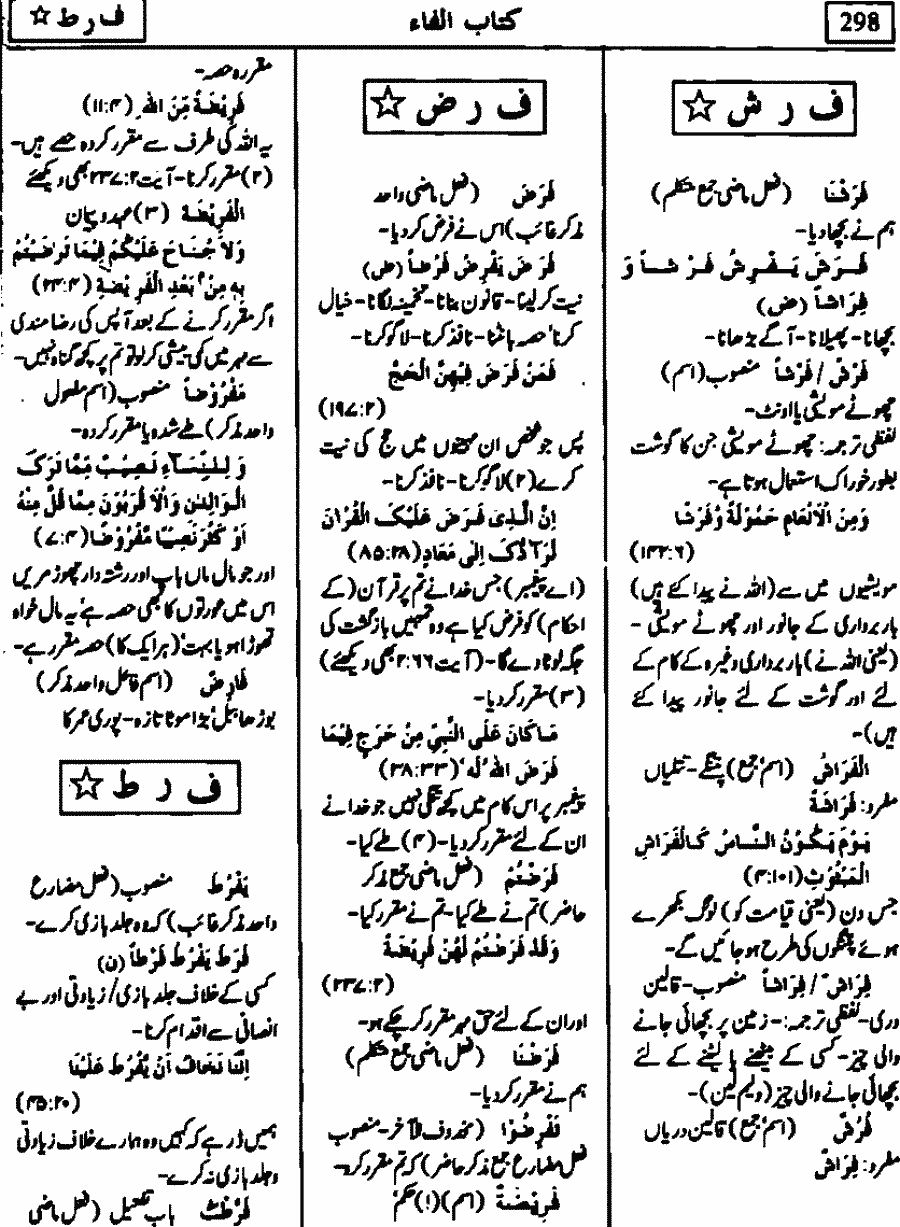 298
کتاب الفاء
ف ر ط ☆
ف ر ش ☆
فَرَشْنَا (فعل ماضی جمع متکلم)
ہم نے بچھا دیا-
فَرَشَ يَفْرِشُ فَرْشاً وَ
فِرَاشاً (ض)
بچھانا- پھیلانا- آگے بڑھانا-
فَرْشٌ / فَرْشاً منصوب (اسم)
چھوٹے مویشی یا اونٹ-
لفظی ترجمہ: چھوٹے مویشی جن کا گوشت
بطور خوراک استعمال ہوتا ہے-
وَمِنَ الْاَنْعَامِ حَمُوْلَةً وَّفَرْشًا
(۱۴۲:۶)
مویشیوں میں سے (اللہ نے پیدا کئے ہیں)
باربرداری کے جانور اور چھوٹے مویشی -
(یعنی اللہ نے) باربرداری وغیرہ کے کام کے
لئے اور گوشت کے لئے جانور پیدا کئے
ہیں)-
الْفَرَاشُ (اسم جمع) پتنگے- تتلیاں
مفرد: فَرَاشَةٌ
يَوْمَ يَكُوْنُ النَّاسُ كَالْفَرَاشِ
الْمَبْثُوْثِ (۴:۱۰۱)
جس دن (یعنی قیامت کو) لوگ بکھرے
ہوئے پتنگوں کی طرح ہو جائیں گے-
فِرَاشٌ / فِرَاشاً منصوب- قالین
دری- لفظی ترجمہ:- زمین پر بچھائی جانے
والی چیز- کسی کے بیٹھنے یا لیٹنے کے لئے
بچھائی جانے والی چیز (ولیم لین)-
فُرُشٌ (اسم جمع) قالین دریاں
مفرد: فِرَاشٌ
ف ر ض ☆
فَرَضَ (فعل ماضی واحد
مذکر غائب) اس نے فرض کر دیا-
فَرَضَ يَفْرِضُ فَرْضاً (ض)
نیت کر لینا- قانون بنانا- تخمینہ لگانا- خیال
کرنا' حصہ بانٹنا- نافذ کرنا- لاگو کرنا-
فَمَنْ فَرَضَ فِيْهِنَّ الْحَجَّ
(۱۹۷:۲)
پس جو شخص ان مہینوں میں حج کی نیت
کرے (۲) لاگو کرنا- نافذ کرنا-
اِنَّ الَّذِىْ فَرَضَ عَلَيْكَ الْقُرْاٰنَ
لَرَآدُّكَ اِلٰى مَعَادٍ (۸۵:۲۸)
(اے پیغمبر) جس خدا نے تم پر قرآن (کے
احکام) کو فرض کیا ہے وہ تمہیں بازگشت کی
جگہ لوٹا دے گا- (آیت ۲:۶۶ بھی دیکھئے)
(۳) مقرر کر دیا-
مَا كَانَ عَلَى النَّبِيِّ مِنْ حَرَجٍ فِيْمَا
فَرَضَ اللهُ لَهٗ (۳۸:۳۳)
پیغمبر پر اس کام میں کچھ تنگی نہیں جو خدا نے
ان کے لئے مقرر کر دیا- (۴) طے کیا-
فَرَضْتُمْ (فعل ماضی جمع مذکر
حاضر) تم نے طے کیا- تم نے مقرر کیا-
وَقَدْ فَرَضْتُمْ لَهُنَّ فَرِيْضَةً
(۲۳۷:۲)
اور ان کے لئے حق مہر مقرر کر چکے ہو-
فَرَضْنَا (فعل ماضی جمع متکلم)
ہم نے مقرر کر دیا-
تَفْرِضُوْا (محذوف الآخر- منصوب
فعل مضارع جمع مذکر حاضر) کہ تم مقرر کرو-
فَرِيْضَةً (اسم) (۱) حکم
مقررہ حصہ-
فَرِيْضَةً مِّنَ اللهِ (۱۱:۴)
یہ اللہ کی طرف سے مقرر کردہ حصے ہیں-
(۲) مقرر کرنا- آیت ۲۳۷:۲ بھی دیکھئے
الْفَرِيْضَة (۳) عہد و پیمان
وَلَا جُنَاحَ عَلَيْكُمْ فِيْمَا تَرَاضَيْتُمْ
بِهٖ مِنْ بَعْدِ الْفَرِيْضَةِ (۲۴:۴)
اگر مقرر کرنے کے بعد آپس کی رضا مندی
سے مہر میں کمی بیشی کر لو تو تم پر کچھ گناہ نہیں-
مَفْرُوْضاً منصوب (اسم مفعول
واحد مذکر) طے شدہ یا مقرر کردہ-
وَلِلنِّسَآءِ نَصِيْبٌ مِّمَّا تَرَكَ
الْوَالِدٰنِ وَالْاَقْرَبُوْنَ مِمَّا قَلَّ مِنْهُ
اَوْ كَثُرَ نَصِيْبًا مَّفْرُوْضًا (۷:۴)
اور جو مال ماں باپ اور رشتہ دار چھوڑ مریں
اس میں عورتوں کا بھی حصہ ہے' یہ مال خواہ
تھوڑا ہو یا بہت' (ہر ایک کا) حصہ مقرر ہے-
فَارِضٌ (اسم فاعل واحد مذکر)
بوڑھا بیل' بڑا موٹا تازہ- پوری عمر کا
ف ر ط ☆
يَفْرُطَ منصوب (فعل مضارع
واحد مذکر غائب) کہ وہ جلد بازی کرے-
فَرَطَ يَفْرُطُ فَرْطاً (ن)
کسی کے خلاف جلد بازی / زیادتی اور بے
انصافی سے اقدام کرنا-
اِنَّنَا نَخَافُ اَنْ يَّفْرُطَ عَلَيْنَا
(۴۵:۲۰)
ہمیں ڈر ہے کہ کہیں وہ ہمارے خلاف زیادتی
و جلد بازی نہ کرے-
فَرَّطْتُ باب تفعیل (فعل ماضی